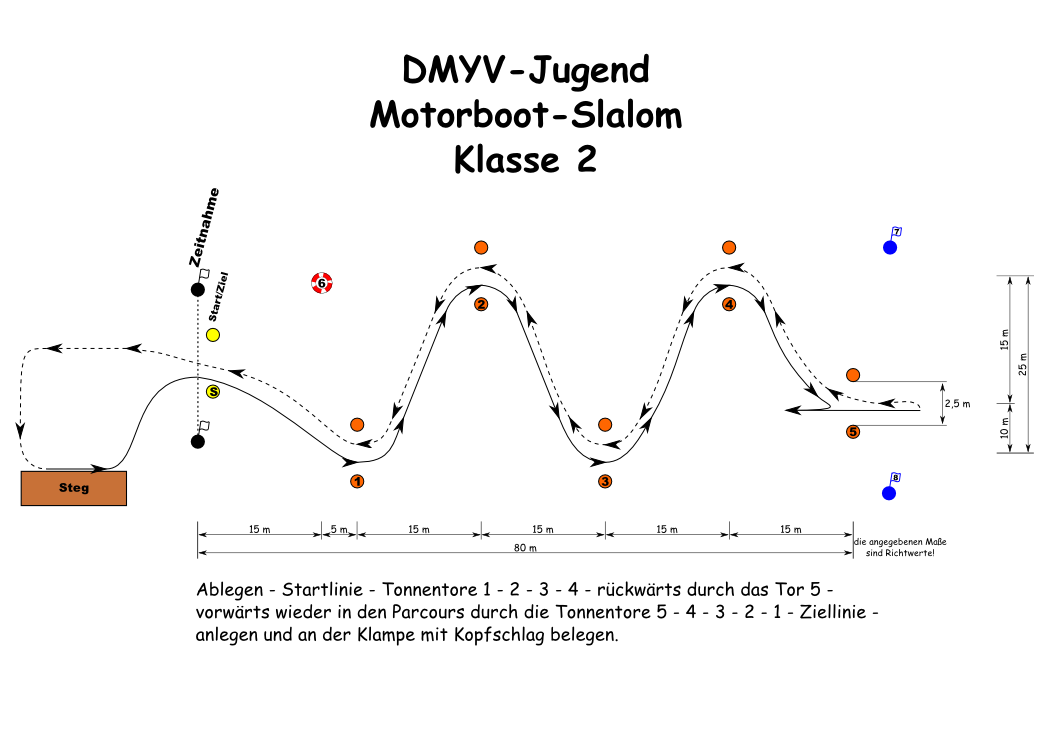 DMYV-Jugend
Motorboot-Slalom
Klasse 2
Zeitnahme
Start/Ziel
7
6
2
4
15 m
25 m
S
2,5 m
10 m
5
1
3
8
Steg
15 m
5 m
15 m
15 m
15 m
15 m
80 m
die angegebenen Maße
sind Richtwerte!
Ablegen - Startlinie - Tonnentore 1 - 2 - 3 - 4 - rückwärts durch das Tor 5 -
vorwärts wieder in den Parcours durch die Tonnentore 5 - 4 - 3 - 2 - 1 - Ziellinie -
anlegen und an der Klampe mit Kopfschlag belegen.